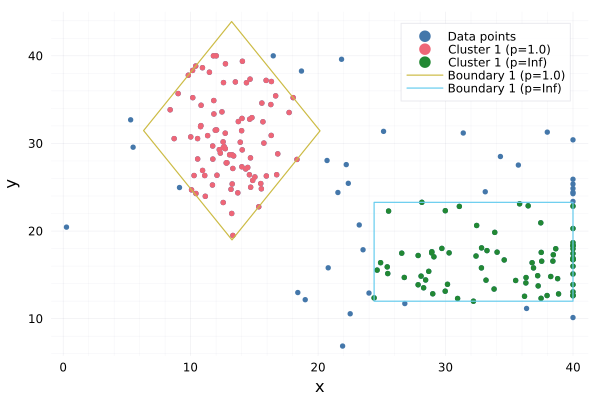 Data points
Cluster 1 (p=1.0)
Cluster 1 (p=Inf)
Boundary 1 (p=1.0)
Boundary 1 (p=Inf)
40
30
20
10
y
0 10 20 30 40
x